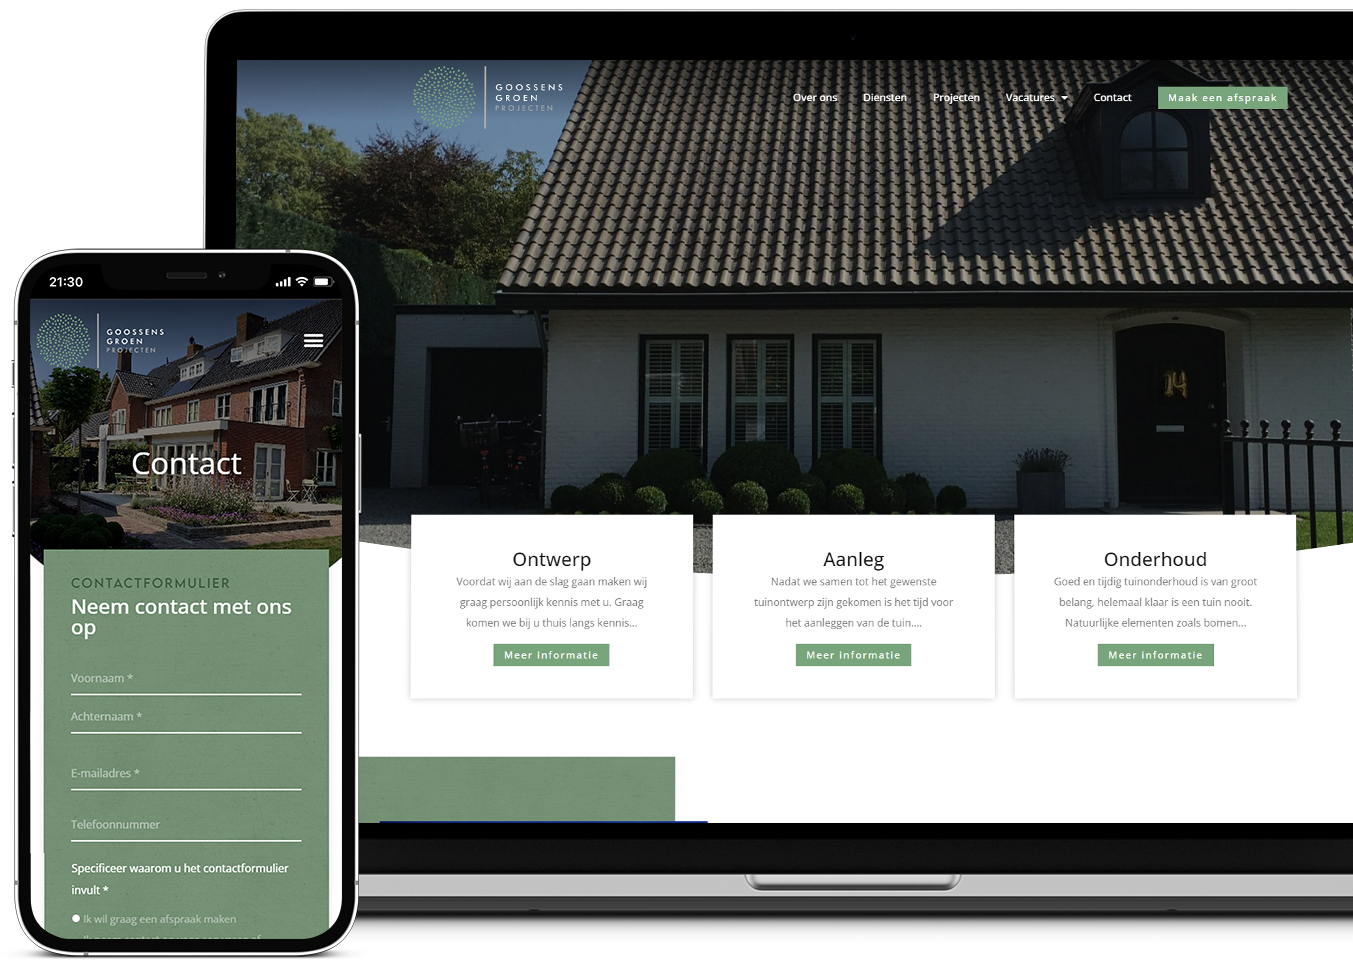 GOOSSENS
GROEN
PROJECTEN
Over ons
Diensten
Projecten
Vacatures
Contact
Maak een afspraak
14
Ontwerp
Voordat wij aan de slag gaan maken wij
graag persoonlijk kennis met u. Graag
komen we bij u thuis langs kennis...
Meer informatie
Aanleg
Nadat we samen tot het gewenste
tuinontwerp zijn gekomen is het tijd voor
het aanleggen van de tuin....
Meer informatie
Onderhoud
Goed en tijdig tuinonderhoud is van groot
belang, helemaal klaar is een tuin nooit.
Natuurlijke elementen zoals bomen...
Meer informatie
21:30
GOOSSENS
GROEN
PROJECTEN
Contact
CONTACTFORMULIER
Neem contact met ons
op
Voornaam *
Achternaam *
E-mailadres *
Telefoonnummer
Specificeer waarom u het contactformulier
invult *
Ik wil graag een afspraak maken